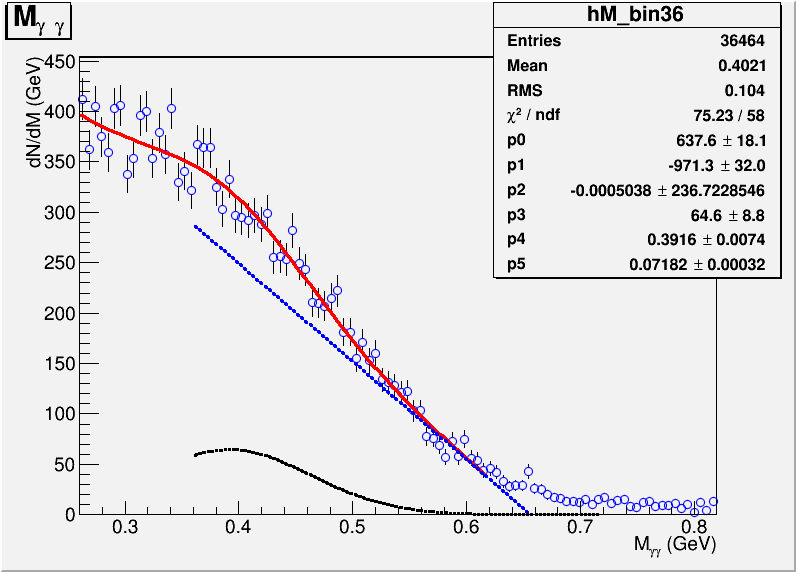 M_γ γ
hM_bin36
Entries 36464
Mean 0.4021
RMS 0.104
χ² / ndf 75.23 / 58
p0 637.6 ± 18.1
p1 -971.3 ± 32.0
p2 -0.0005038 ± 236.7228546
p3 64.6 ± 8.8
p4 0.3916 ± 0.0074
p5 0.07182 ± 0.00032
dN/dM (GeV)
450
400
350
300
250
200
150
100
50
0
0.3 0.4 0.5 0.6 0.7 0.8
M_γγ (GeV)